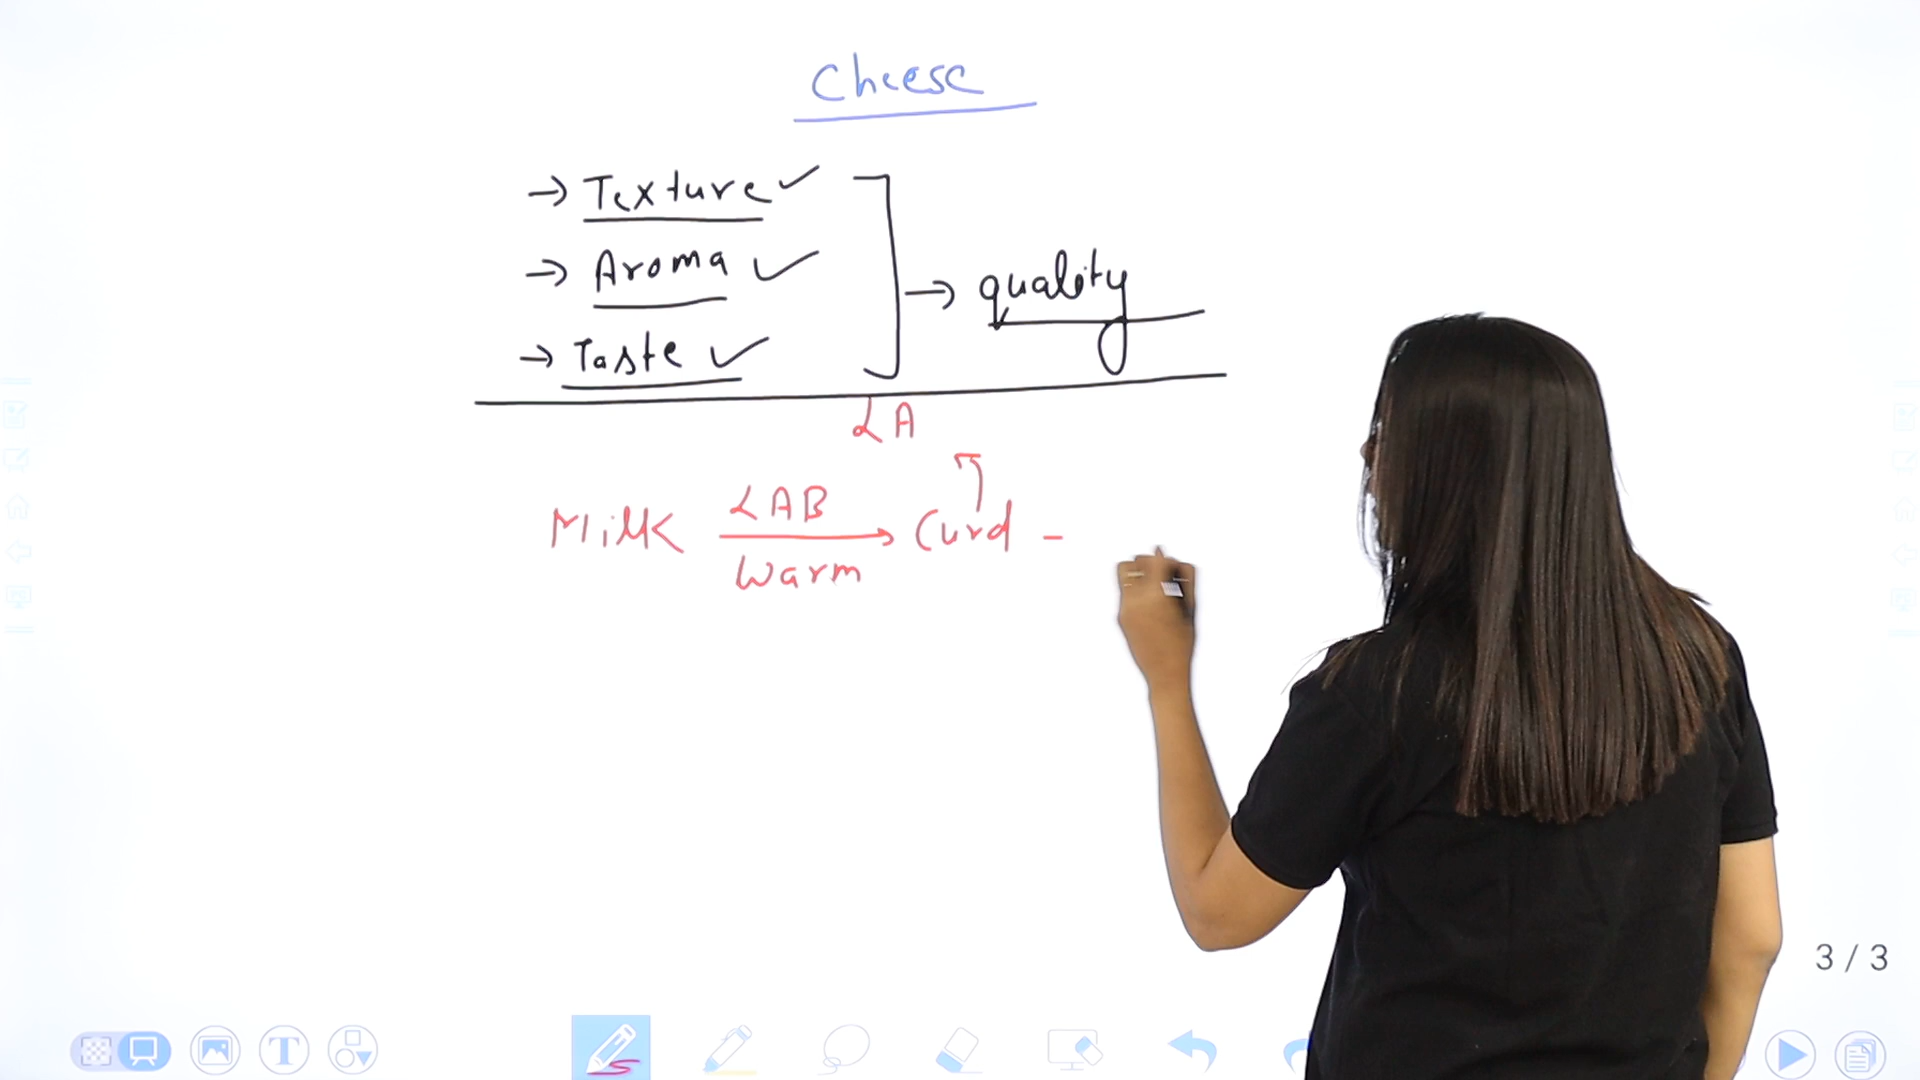 Cheese
→ Texture ✓
→ Aroma ✓
→ quality
→ Taste ✓
LA
Milk LAB Curd -
Warm
3 / 3
T